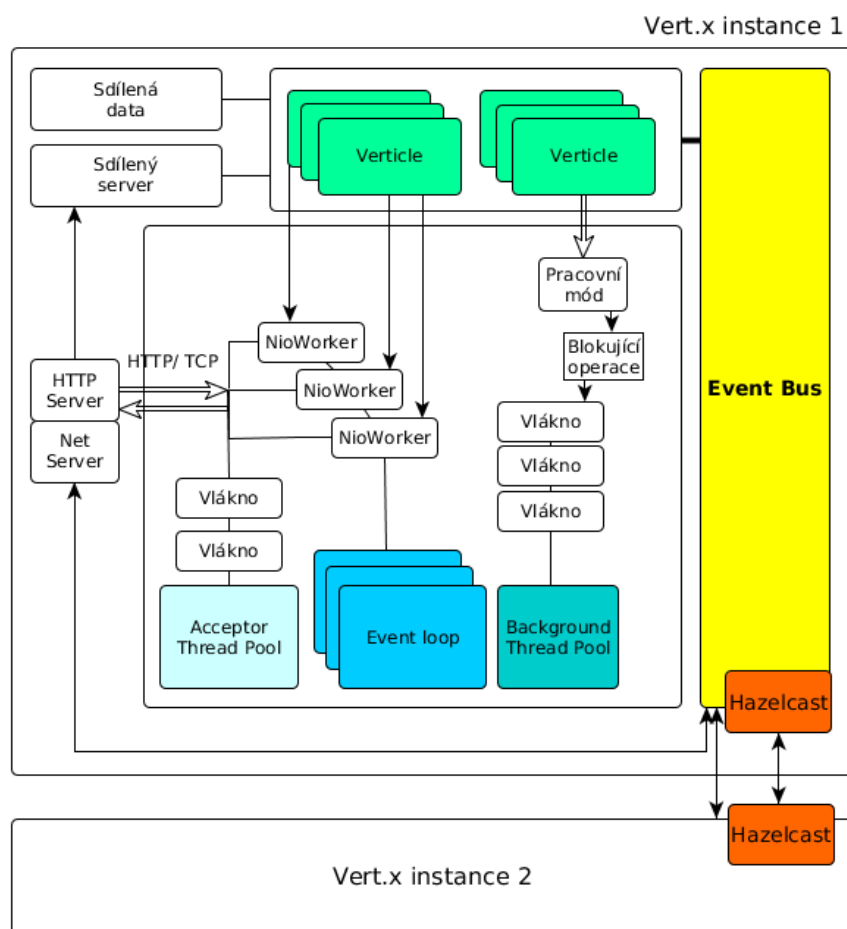 Vert.x instance 1
Sdílená
data
Sdílený
server
Verticle
Verticle
Event Bus
Pracovní
mód
Blokující
operace
HTTP/ TCP
NioWorker
NioWorker
NioWorker
HTTP
Server
Net
Server
Vlákno
Vlákno
Vlákno
Vlákno
Vlákno
Acceptor
Thread Pool
Event loop
Background
Thread Pool
Hazelcast
Hazelcast
Vert.x instance 2